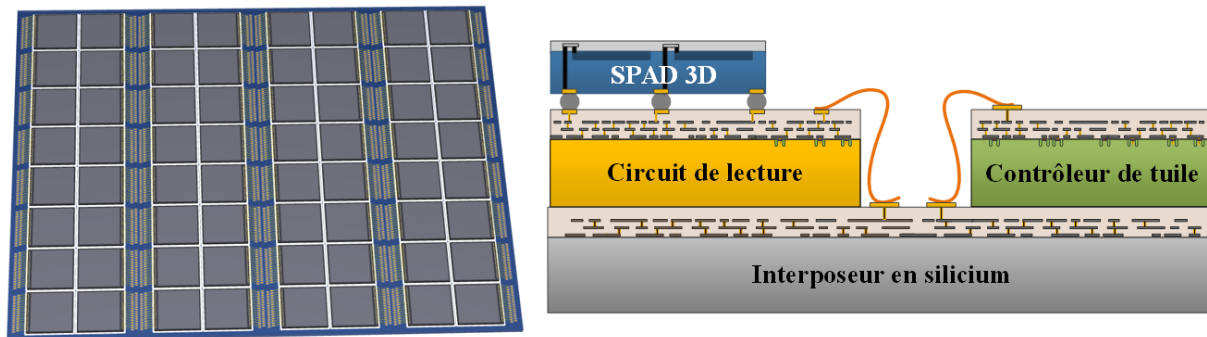 SPAD 3D
Circuit de lecture
Contrôleur de tuile
Interposeur en silicium